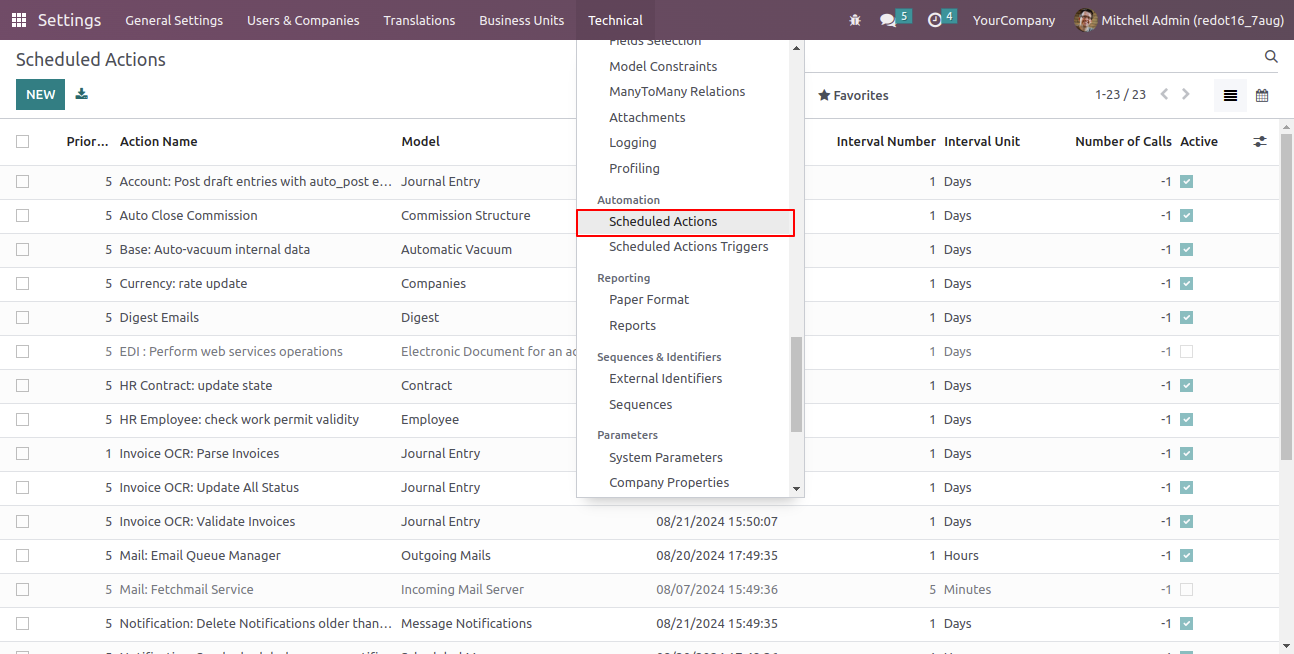 Settings General Settings Users & Companies Translations Business Units Technical 5 4 YourCompany Mitchell Admin (redot16_7aug)
Scheduled Actions
NEW
Favorites 1-23 / 23
Prior... Action Name Model Interval Number Interval Unit Number of Calls Active
5 Account: Post draft entries with auto_post e... Journal Entry 1 Days -1
5 Auto Close Commission Commission Structure 1 Days -1
5 Base: Auto-vacuum internal data Automatic Vacuum 1 Days -1
5 Currency: rate update Companies 1 Days -1
5 Digest Emails Digest 1 Days -1
5 EDI : Perform web services operations Electronic Document for an ac 1 Days -1
5 HR Contract: update state Contract 1 Days -1
5 HR Employee: check work permit validity Employee 1 Days -1
1 Invoice OCR: Parse Invoices Journal Entry 1 Days -1
5 Invoice OCR: Update All Status Journal Entry 1 Days -1
5 Invoice OCR: Validate Invoices Journal Entry 08/21/2024 15:50:07 1 Days -1
5 Mail: Email Queue Manager Outgoing Mails 08/20/2024 17:49:35 1 Hours -1
5 Mail: Fetchmail Service Incoming Mail Server 08/07/2024 15:49:36 5 Minutes -1
5 Notification: Delete Notifications older than... Message Notifications 08/21/2024 15:49:35 1 Days -1
Fields Selection
Model Constraints
ManyToMany Relations
Attachments
Logging
Profiling
Automation
Scheduled Actions
Scheduled Actions Triggers
Reporting
Paper Format
Reports
Sequences & Identifiers
External Identifiers
Sequences
Parameters
System Parameters
Company Properties